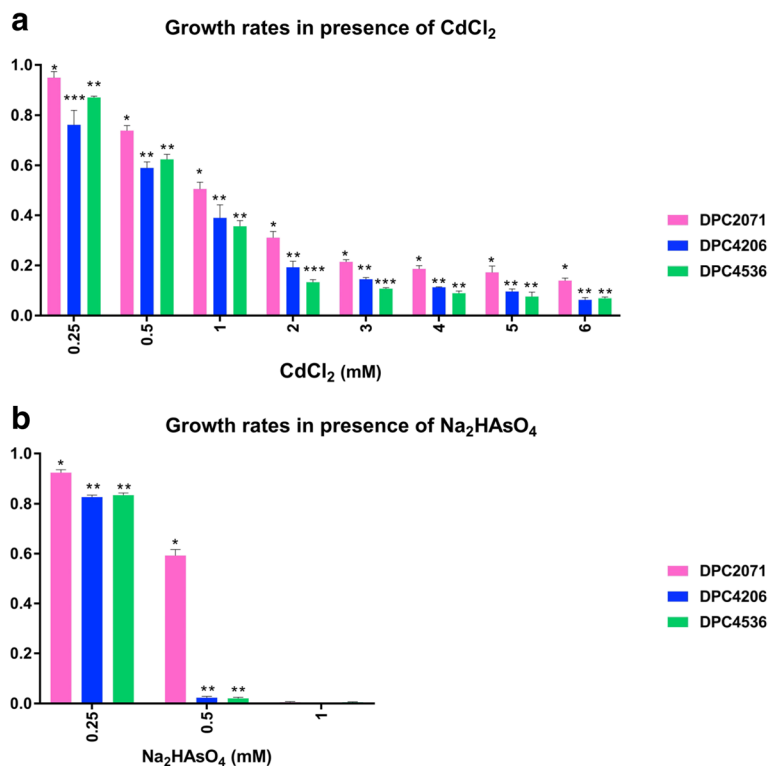 a
Growth rates in presence of CdCl₂
1.0
* *** **
0.8
* ** **
0.6
* ** **
0.4
* ** ***
0.2
* ** ***
* ** **
* ** **
* ** **
0.0
0.25 0.5 1 2 3 4 5 6
CdCl₂ (mM)
DPC2071
DPC4206
DPC4536
b
Growth rates in presence of Na₂HAsO₄
1.0
* ** **
0.8
*
0.6
0.4
0.2
** **
0.0
0.25 0.5 1
Na₂HAsO₄ (mM)
DPC2071
DPC4206
DPC4536